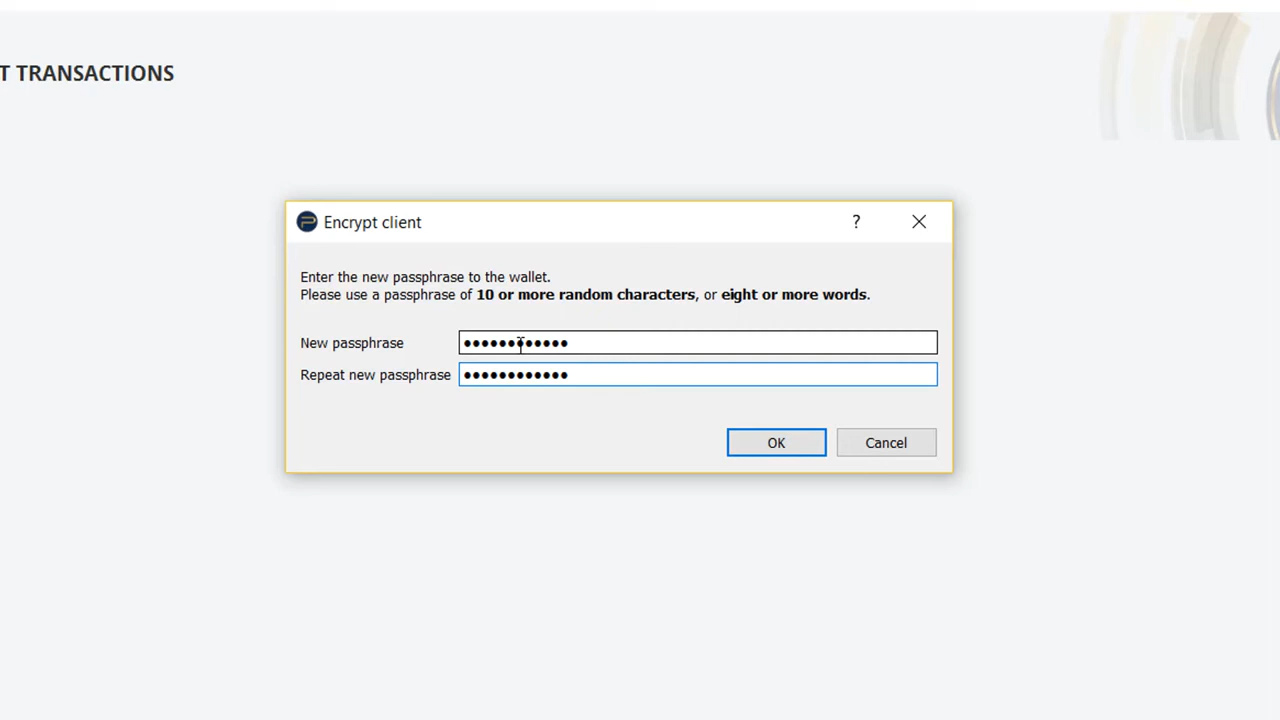 T TRANSACTIONS
Encrypt client
?
Enter the new passphrase to the wallet.
Please use a passphrase of 10 or more random characters, or eight or more words.
New passphrase ●●●●●●●●●●●●
Repeat new passphrase ●●●●●●●●●●●●
OK Cancel